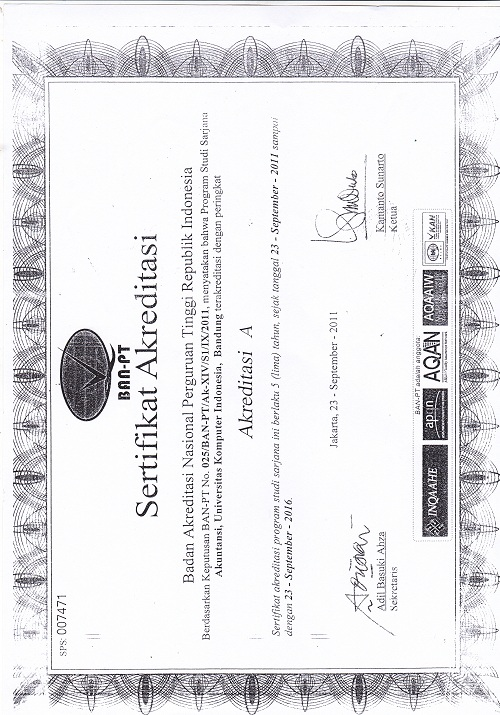 SPS: 007471
BAN-PT
Sertifikat Akreditasi
Badan Akreditasi Nasional Perguruan Tinggi Republik Indonesia
Berdasarkan Keputusan BAN-PT No. 025/BAN-PT/Ak-XIV/S1/IX/2011, menyatakan bahwa Program Studi Sarjana
Akuntansi, Universitas Komputer Indonesia, Bandung terakreditasi dengan peringkat
Akreditasi A
Sertifikat akreditasi program studi sarjana ini berlaku 5 (lima) tahun, sejak tanggal 23 - September - 2011 sampai
dengan 23 - September - 2016.
Jakarta, 23 - September - 2011
Adil Basuki Ahza
Sekretaris
Kamanto Sunarto
Ketua
BAN-PT adalah anggota:
INQAAHE
apqn
AQAN
AQAAIW
KAN